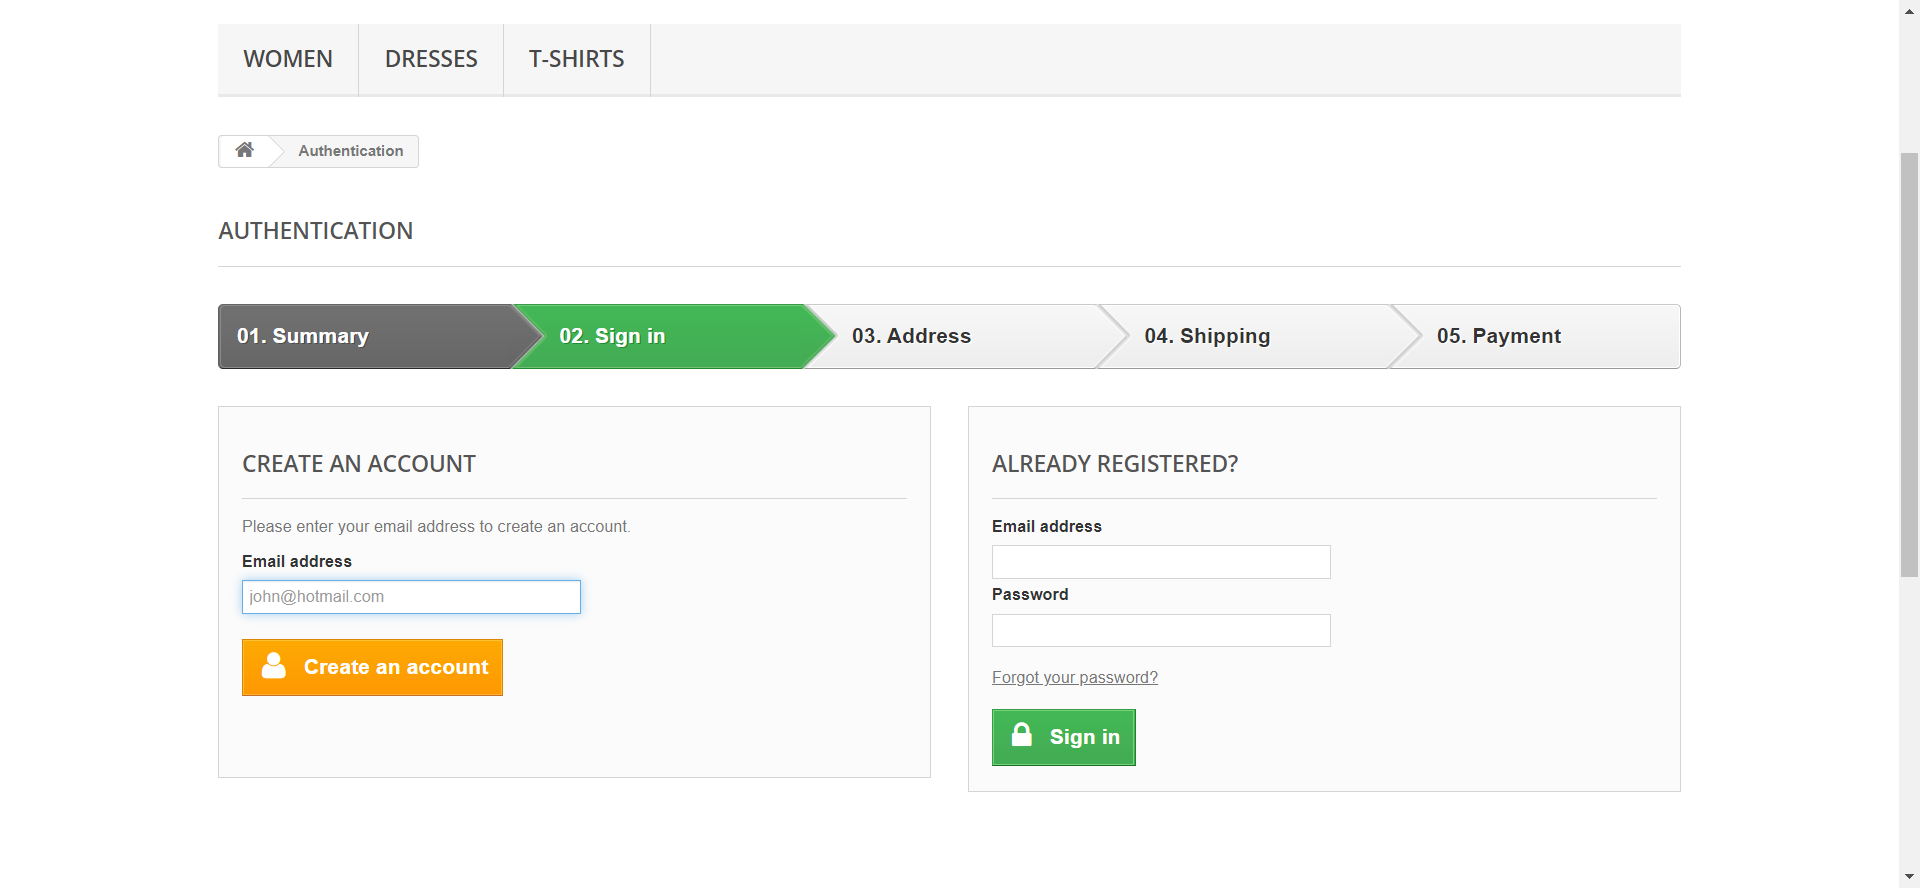 WOMEN DRESSES T-SHIRTS
Authentication
AUTHENTICATION
01. Summary 02. Sign in 03. Address 04. Shipping 05. Payment
CREATE AN ACCOUNT
Please enter your email address to create an account.
Email address
john@hotmail.com
Create an account
ALREADY REGISTERED?
Email address
Password
Forgot your password?
Sign in